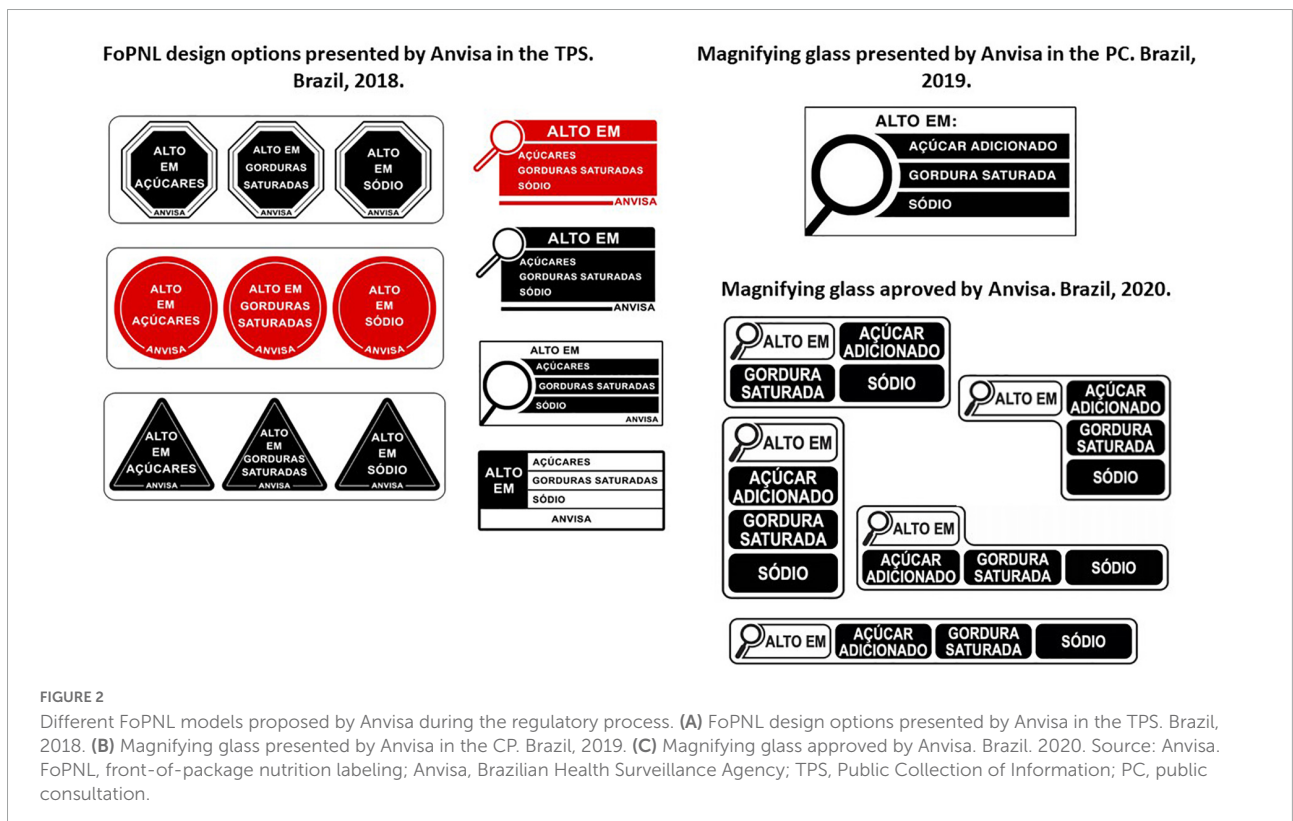 FoPNL design options presented by Anvisa in the TPS.
Brazil, 2018.
ALTO
EM
AÇÚCARES
ANVISA
ALTO EM
GORDURAS
SATURADAS
ANVISA
ALTO
EM
SÓDIO
ANVISA
ALTO
EM
AÇÚCARES
ANVISA
ALTO EM
GORDURAS
SATURADAS
ANVISA
ALTO
EM
SÓDIO
ANVISA
ALTO
EM
AÇÚCARES
ANVISA
ALTO
EM
GORDURAS
SATURADAS
ANVISA
ALTO
EM
SÓDIO
ANVISA
ALTO EM
AÇÚCARES
GORDURAS SATURADAS
SÓDIO
ANVISA
ALTO EM
AÇÚCARES
GORDURAS SATURADAS
SÓDIO
ANVISA
ALTO EM
AÇÚCARES
GORDURAS SATURADAS
SÓDIO
ANVISA
ALTO
EM
AÇÚCARES
GORDURAS SATURADAS
SÓDIO
ANVISA
Magnifying glass presented by Anvisa in the PC. Brazil,
2019.
ALTO EM:
AÇÚCAR ADICIONADO
GORDURA SATURADA
SÓDIO
Magnifying glass aproved by Anvisa. Brazil, 2020.
ALTO EM
AÇÚCAR
ADICIONADO
GORDURA
SATURADA
SÓDIO
ALTO EM
AÇÚCAR
ADICIONADO
GORDURA
SATURADA
SÓDIO
ALTO EM
AÇÚCAR
ADICIONADO
GORDURA
SATURADA
SÓDIO
ALTO EM
AÇÚCAR
ADICIONADO
GORDURA
SATURADA
SÓDIO
ALTO EM
AÇÚCAR
ADICIONADO
GORDURA
SATURADA
SÓDIO
FIGURE 2
Different FoPNL models proposed by Anvisa during the regulatory process. (A) FoPNL design options presented by Anvisa in the TPS. Brazil,
2018. (B) Magnifying glass presented by Anvisa in the CP. Brazil, 2019. (C) Magnifying glass approved by Anvisa. Brazil. 2020. Source: Anvisa.
FoPNL, front-of-package nutrition labeling; Anvisa, Brazilian Health Surveillance Agency; TPS, Public Collection of Information; PC, public
consultation.